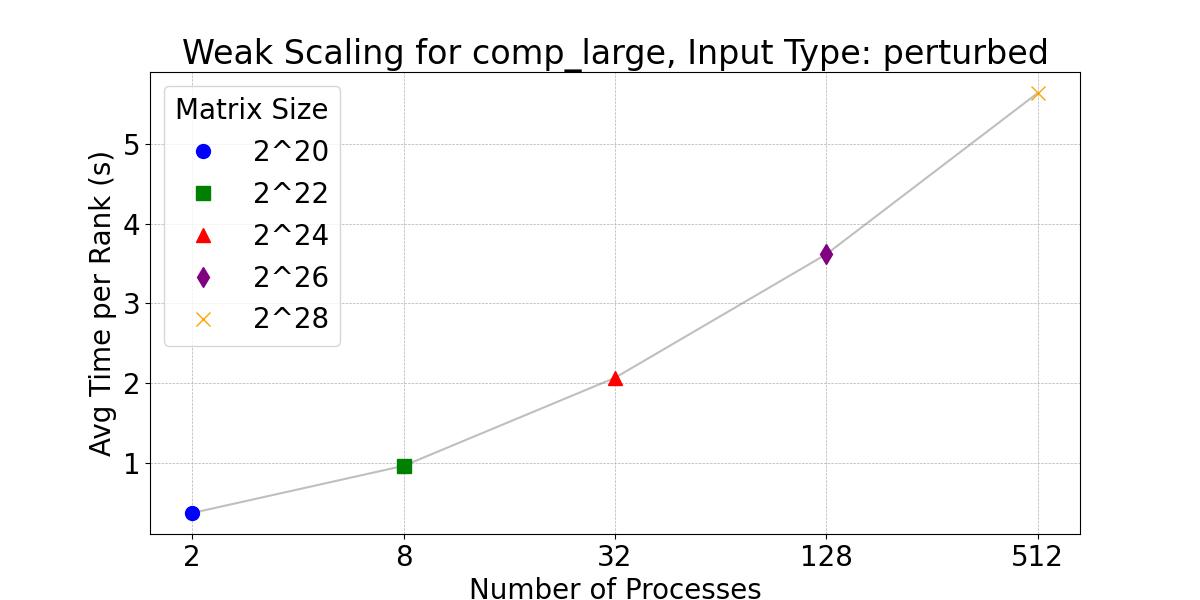 Weak Scaling for comp_large, Input Type: perturbed
Matrix Size
2^20
2^22
2^24
2^26
2^28
Avg Time per Rank (s)
5
4
3
2
1
2 8 32 128 512
Number of Processes